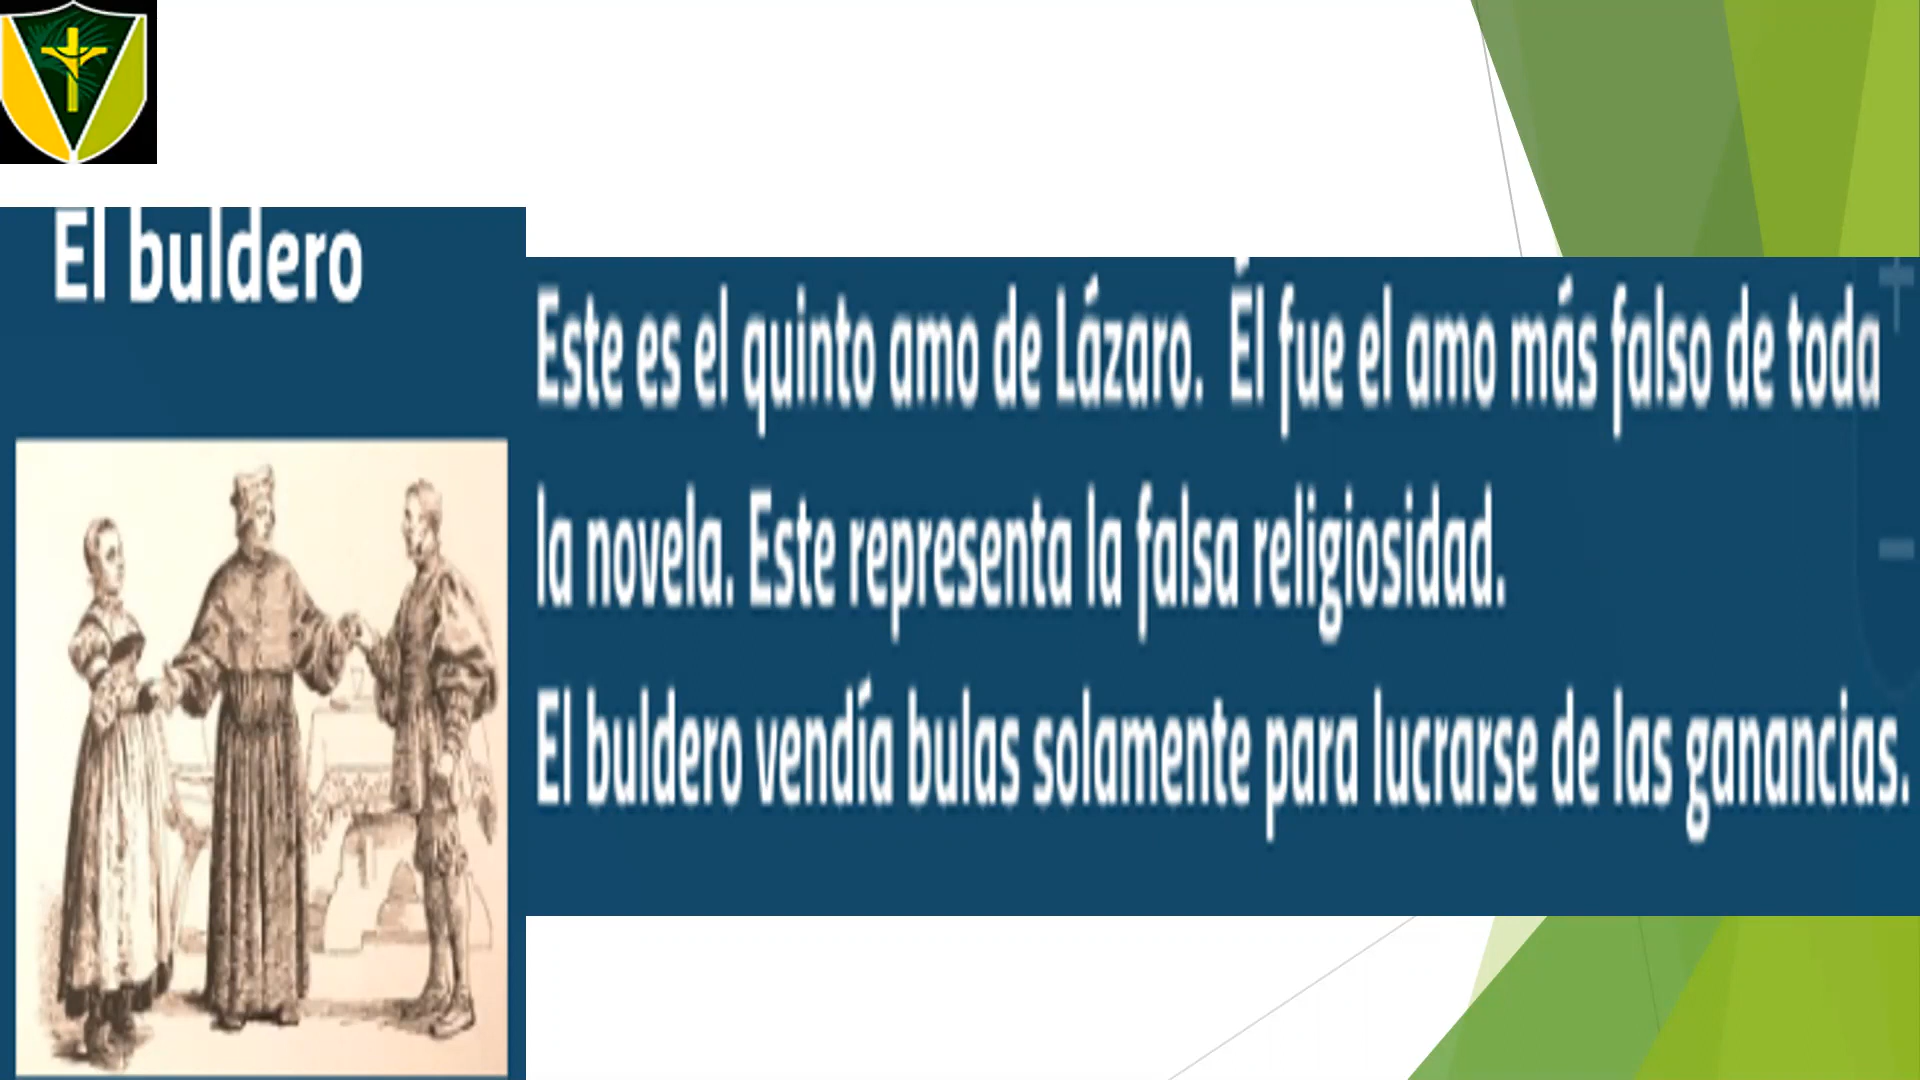 El buldero
Este es el quinto amo de Lázaro. Él fue el amo más falso de toda
la novela. Este representa la falsa religiosidad.
El buldero vendía bulas solamente para lucrarse de las ganancias.